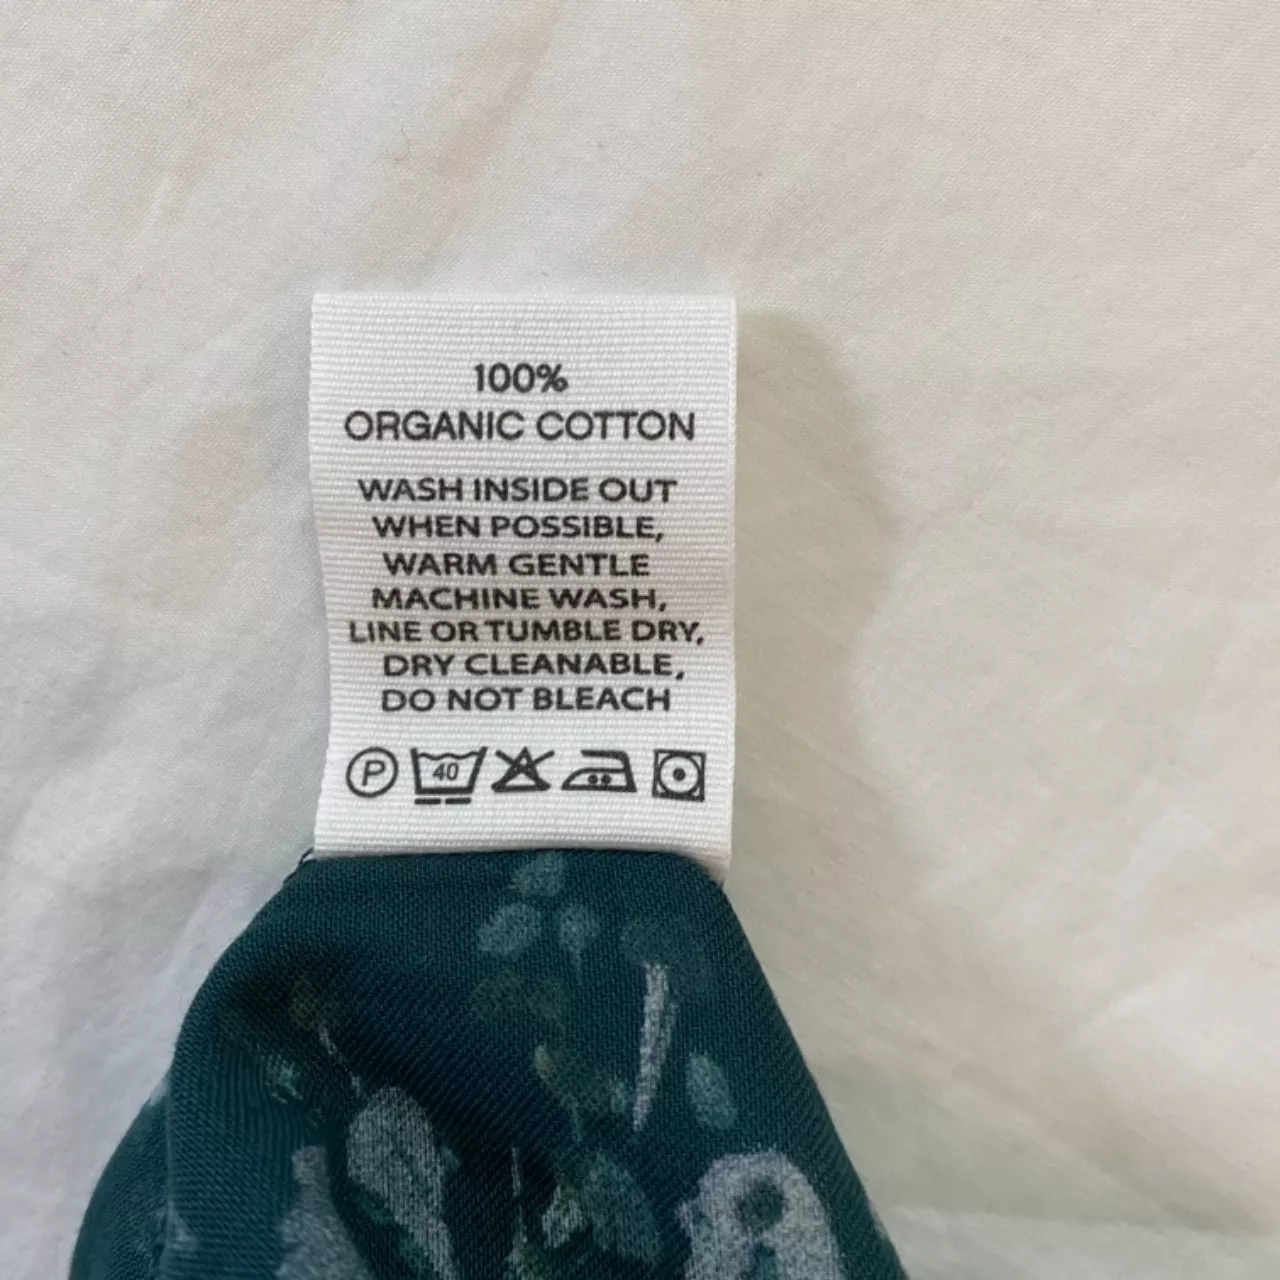 100%
ORGANIC COTTON
WASH INSIDE OUT
WHEN POSSIBLE,
WARM GENTLE
MACHINE WASH,
LINE OR TUMBLE DRY,
DRY CLEANABLE,
DO NOT BLEACH
P 40